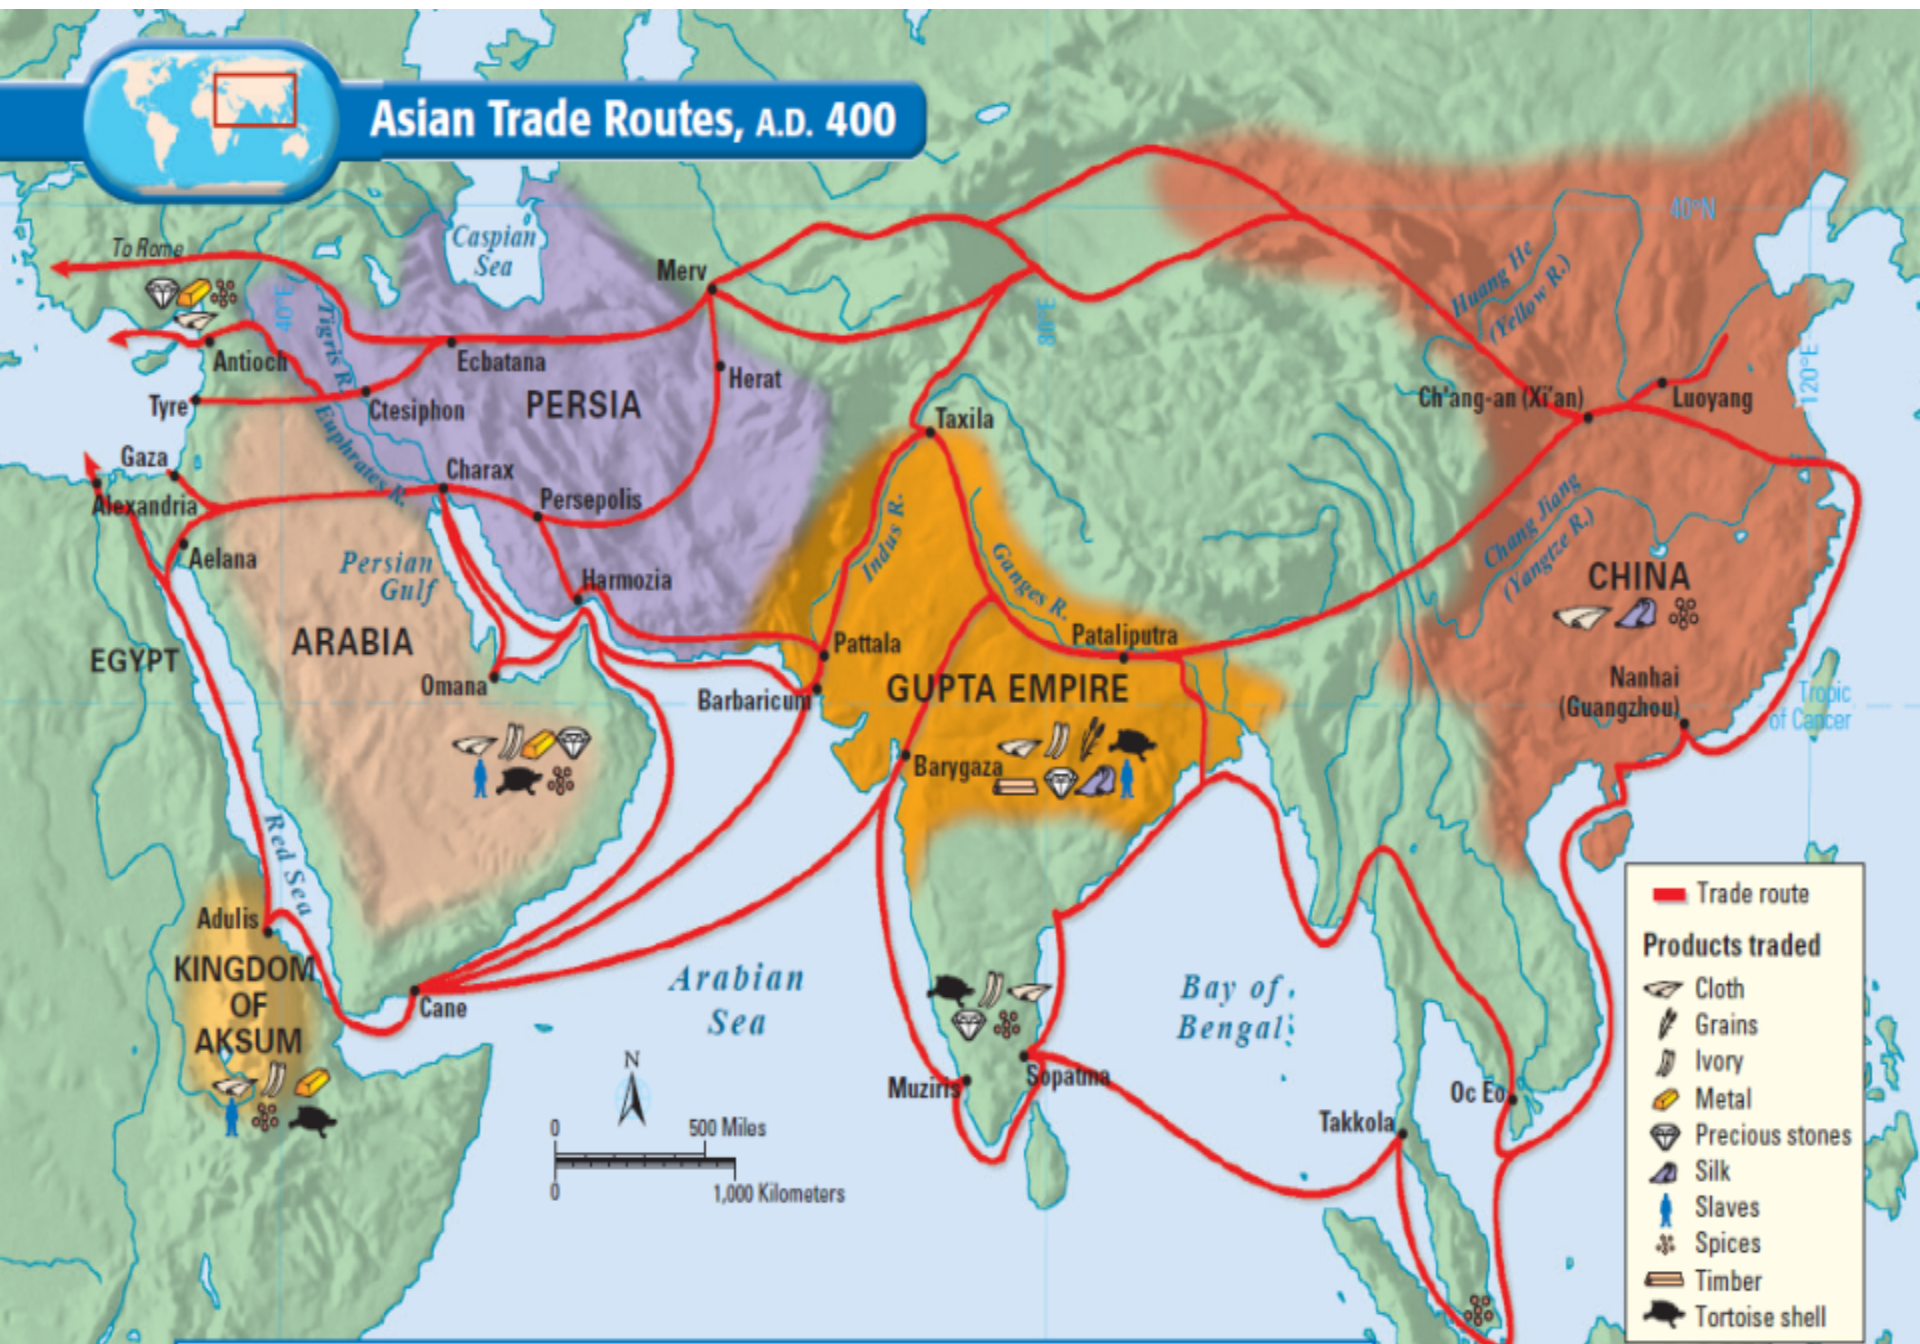 Asian Trade Routes, A.D. 400
To Rome
Caspian
Sea
40°N
Merv
Huang He
(Yellow R.)
40°E
Tigris R.
80°E
120°E
Antioch
Ecbatana
Herat
PERSIA
Tyre
Ctesiphon
Ch'ang-an (Xi'an)
Luoyang
Taxila
Euphrates R.
Gaza
Charax
Alexandria
Persepolis
Indus R.
Chang Jiang
(Yangtze R.)
Aelana
Persian
Gulf
Harmozia
Ganges R.
CHINA
ARABIA
EGYPT
Pattala
Pataliputra
Omana
Barbaricum
GUPTA EMPIRE
Nanhai
(Guangzhou)
Tropic
of Cancer
Barygaza
Red Sea
Adulis
KINGDOM
OF
AKSUM
Cane
Arabian
Sea
Bay of
Bengal
Muziris
Sopatma
Oc Eo
Takkola
N
0
500 Miles
0
1,000 Kilometers
Trade route
Products traded
Cloth
Grains
Ivory
Metal
Precious stones
Silk
Slaves
Spices
Timber
Tortoise shell